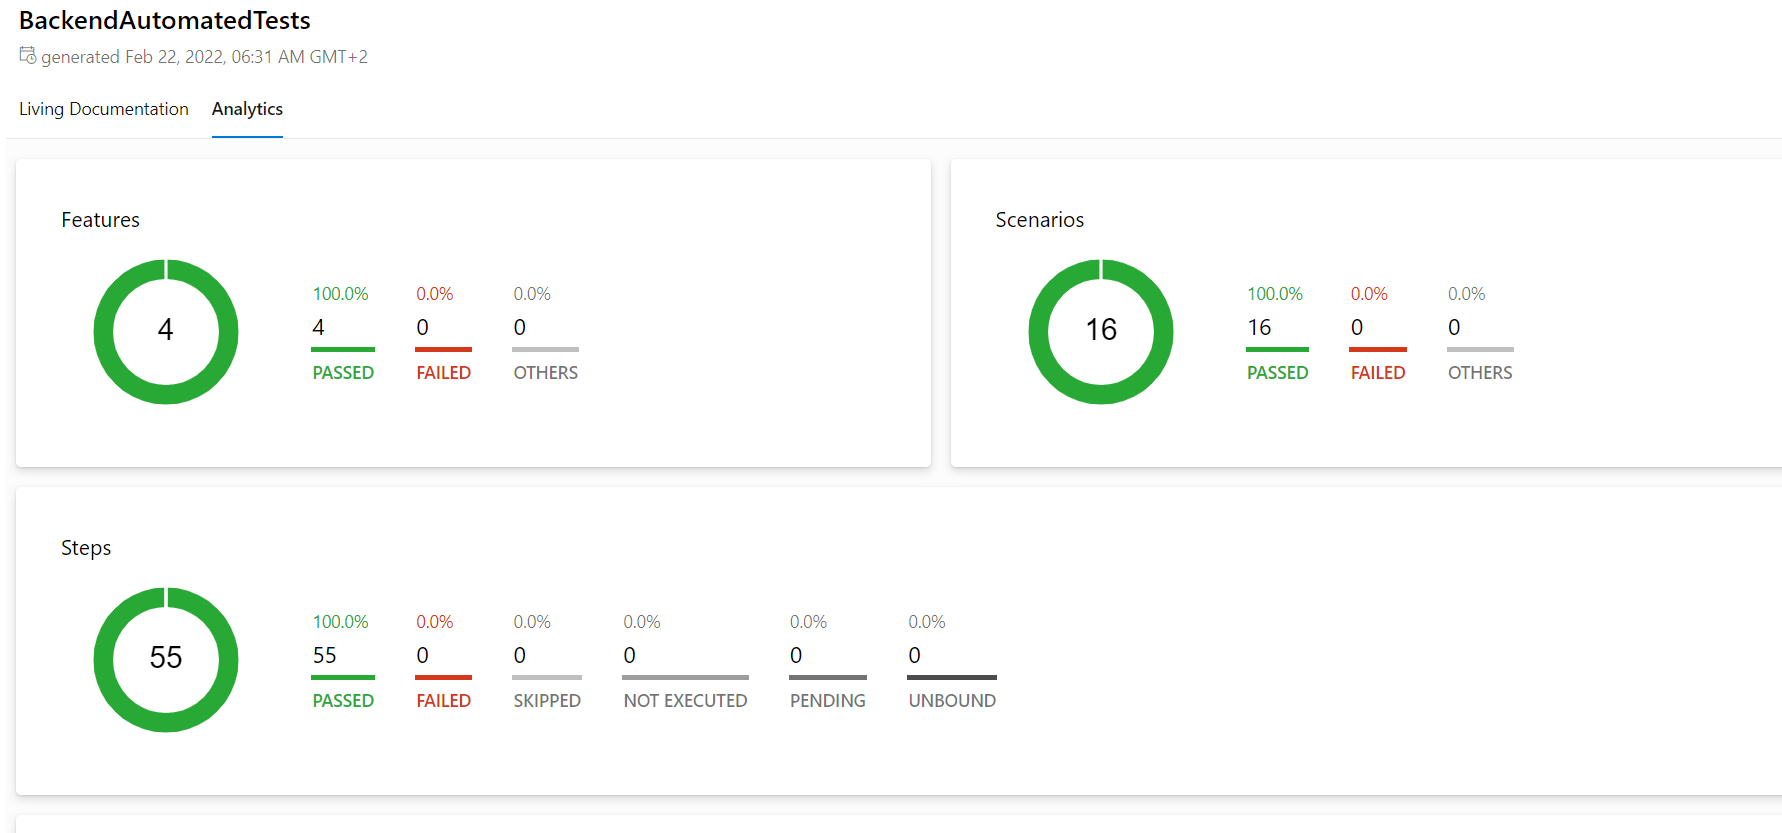 BackendAutomatedTests
generated Feb 22, 2022, 06:31 AM GMT+2
Living Documentation Analytics
Features
4
100.0% 0.0% 0.0%
4 0 0
PASSED FAILED OTHERS
Scenarios
16
100.0% 0.0% 0.0%
16 0 0
PASSED FAILED OTHERS
Steps
55
100.0% 0.0% 0.0% 0.0% 0.0% 0.0%
55 0 0 0 0 0
PASSED FAILED SKIPPED NOT EXECUTED PENDING UNBOUND